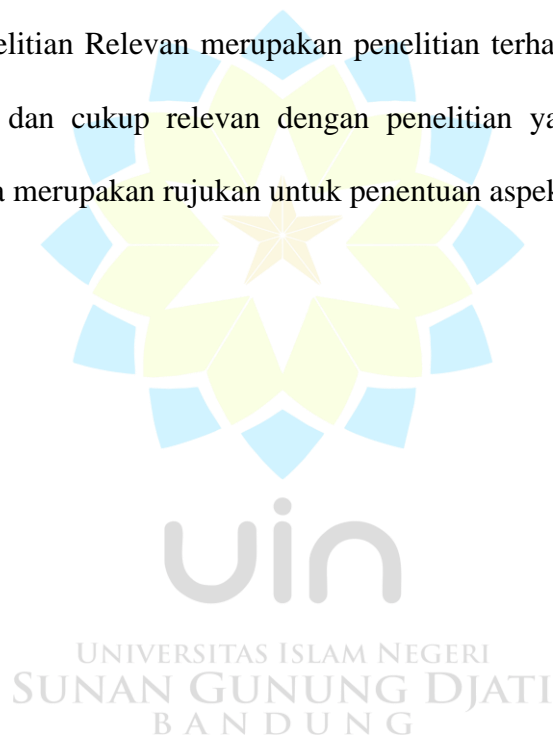 elitian Relevan merupakan penelitian terha
dan cukup relevan dengan penelitian ya
a merupakan rujukan untuk penentuan aspek
uin
UNIVERSITAS ISLAM NEGERI
SUNAN GUNUNG DJATI
BANDUNG